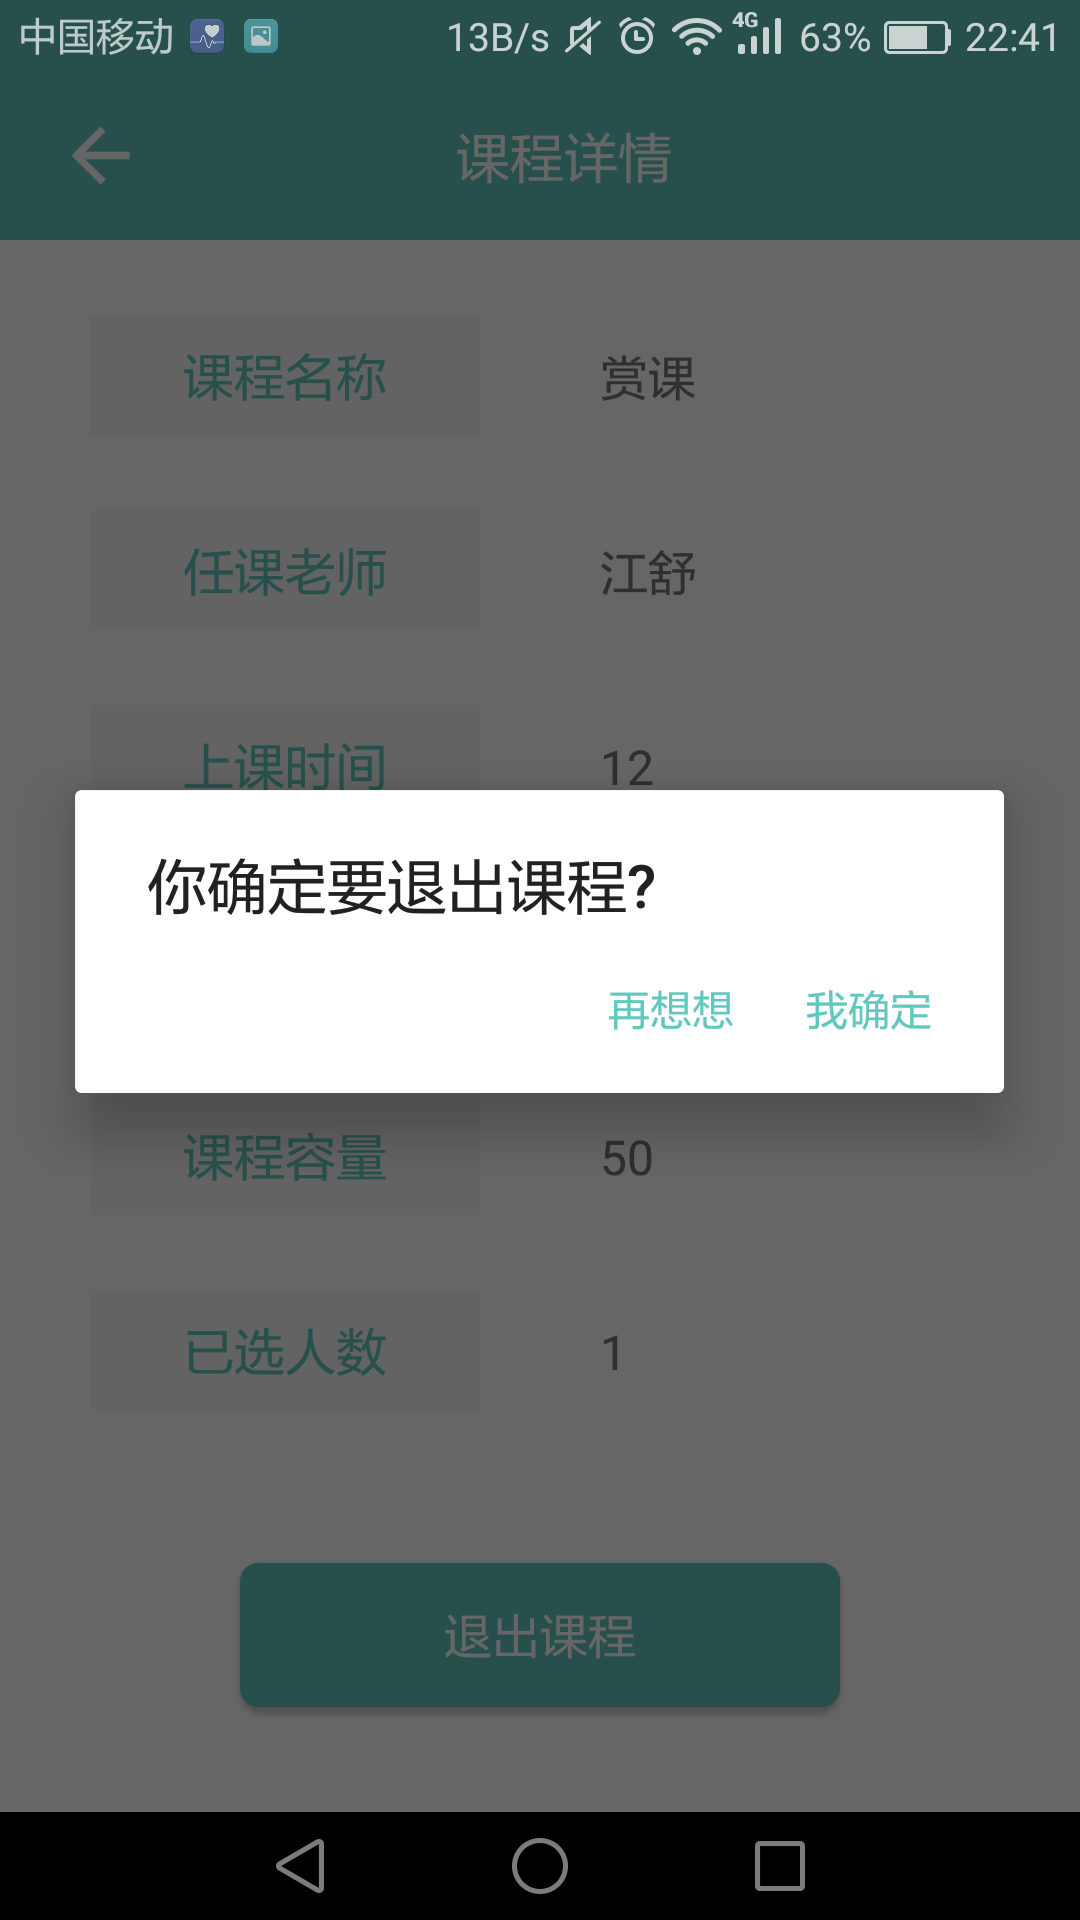 中国移动 13B/s 4G 63% 22:41
课程详情
课程名称 赏课
任课老师 江舒
上课时间 12
你确定要退出课程?
再想想 我确定
课程容量 50
已选人数 1
退出课程